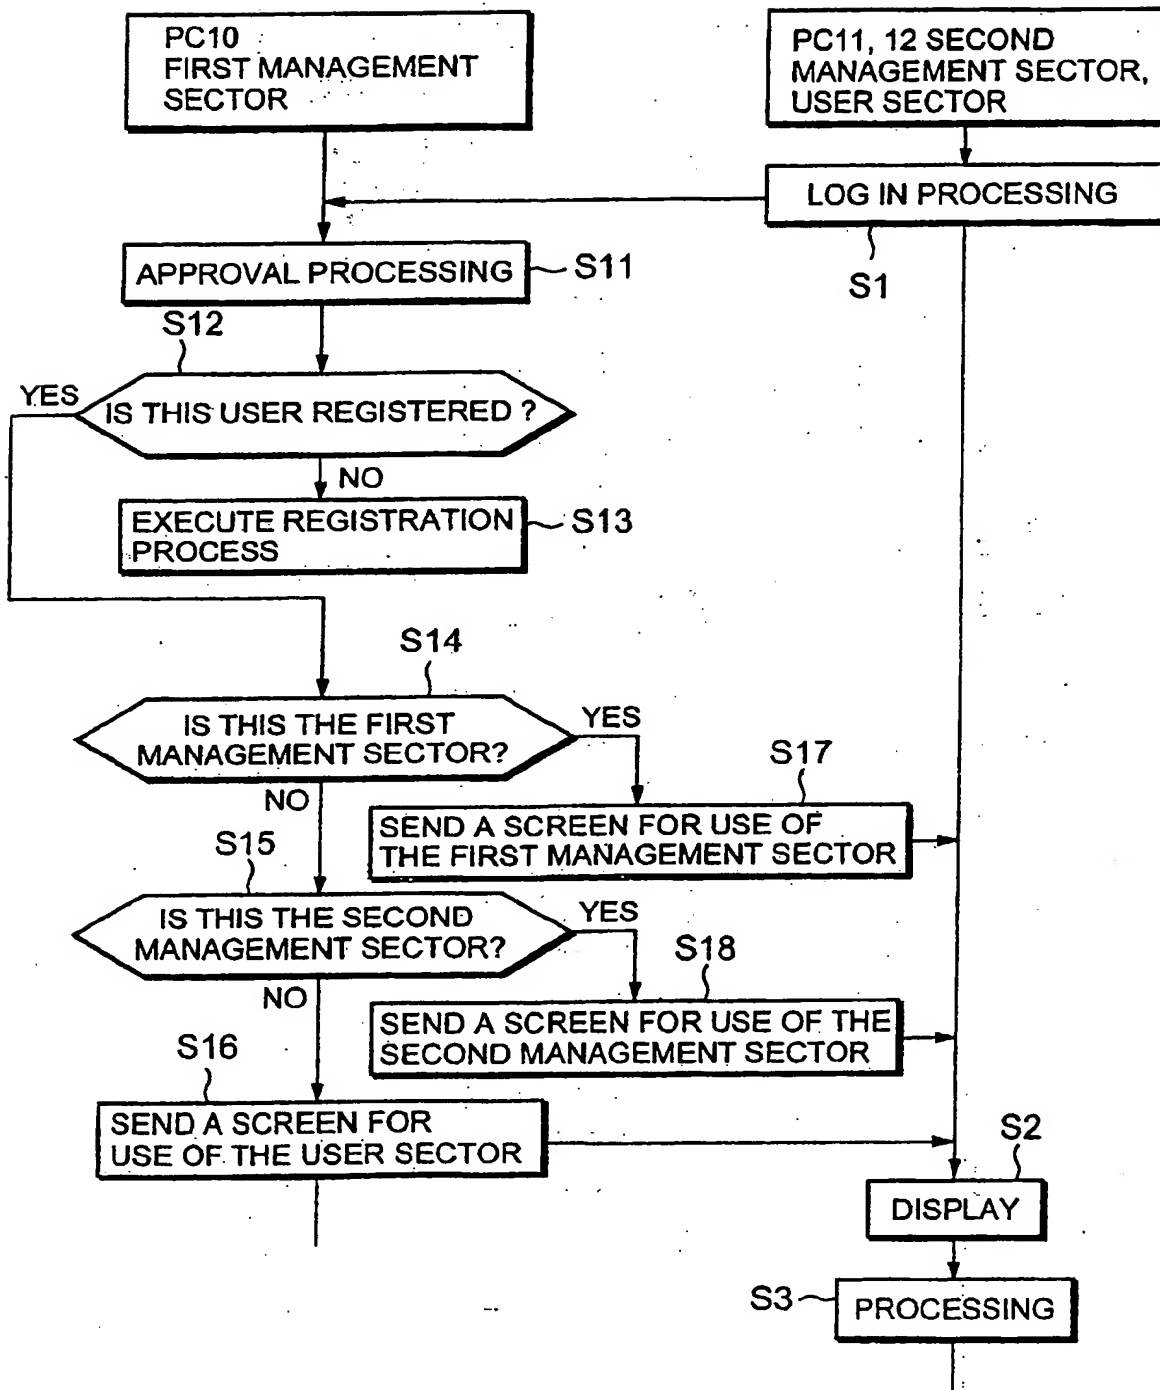 PC10
FIRST MANAGEMENT
SECTOR
PC11, 12 SECOND
MANAGEMENT SECTOR,
USER SECTOR
LOG IN PROCESSING
S1
APPROVAL PROCESSING
S11
S12
YES
IS THIS USER REGISTERED ?
NO
EXECUTE REGISTRATION
PROCESS
S13
S14
IS THIS THE FIRST
MANAGEMENT SECTOR?
YES
NO
S17
SEND A SCREEN FOR USE OF
THE FIRST MANAGEMENT SECTOR
S15
IS THIS THE SECOND
MANAGEMENT SECTOR?
YES
NO
S18
SEND A SCREEN FOR USE OF THE
SECOND MANAGEMENT SECTOR
S16
SEND A SCREEN FOR
USE OF THE USER SECTOR
S2
DISPLAY
S3
PROCESSING